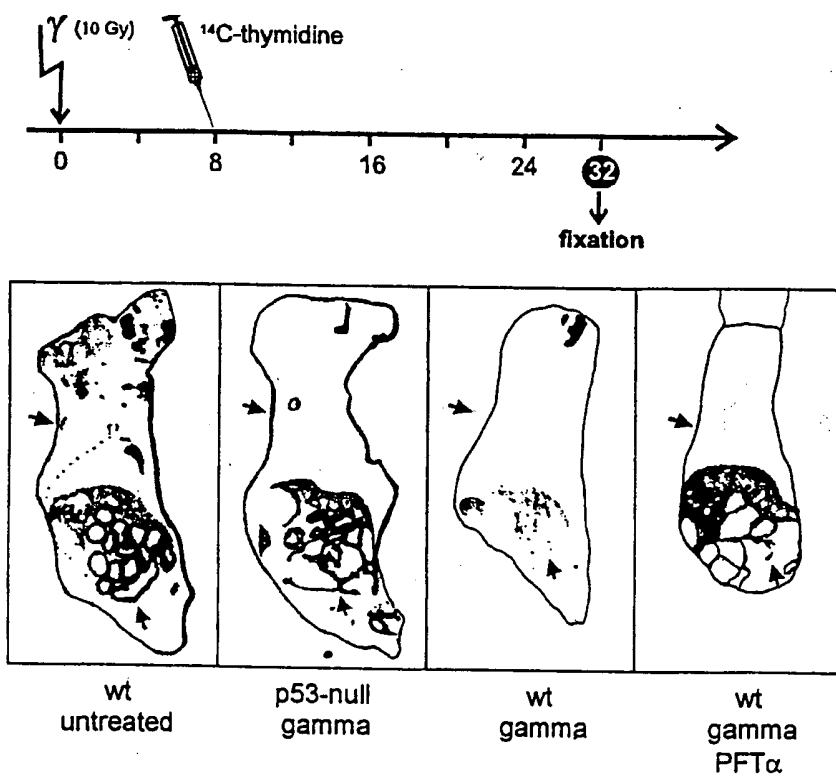 γ (10 Gy)
¹⁴C-thymidine
0 8 16 24 32
fixation
wt untreated
p53-null gamma
wt gamma
wt gamma PFTα